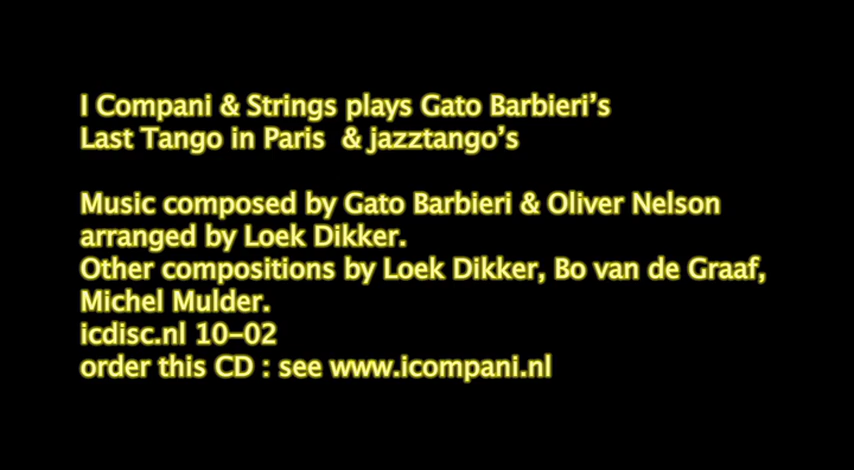 I Compani & Strings plays Gato Barbieri’s
Last Tango in Paris & jazztango’s
Music composed by Gato Barbieri & Oliver Nelson
arranged by Loek Dikker.
Other compositions by Loek Dikker, Bo van de Graaf,
Michel Mulder.
icdisc.nl 10-02
order this CD : see www.icompani.nl